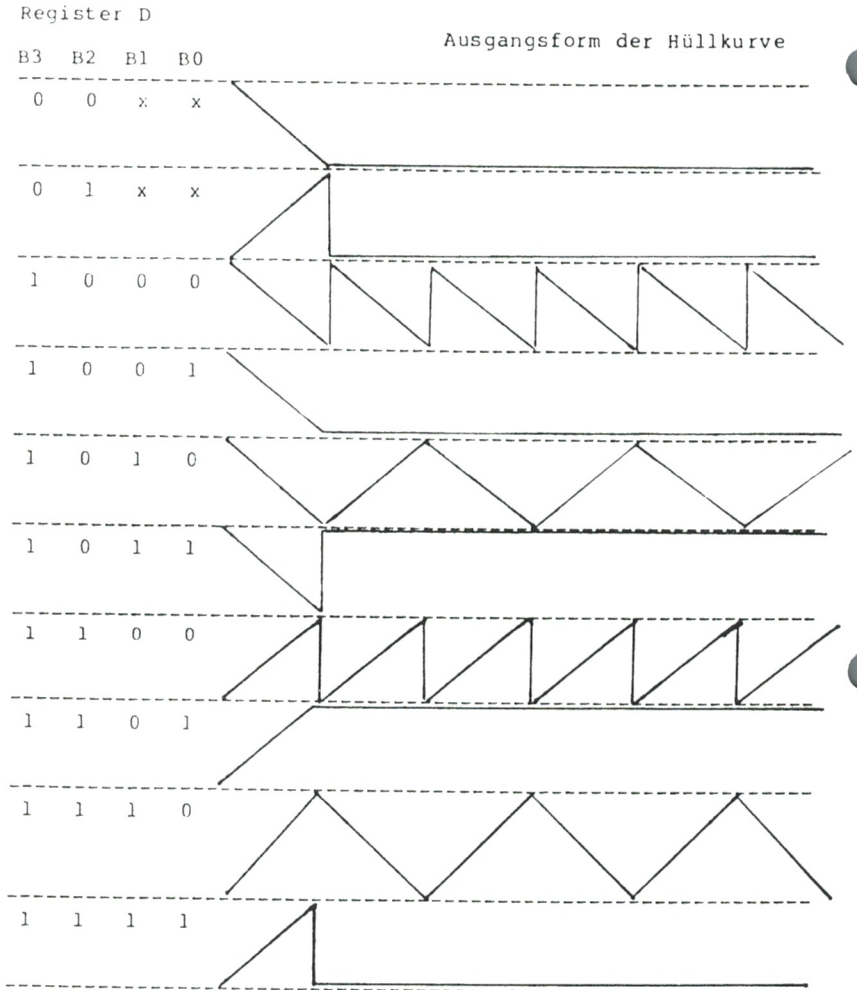 Register D
Ausgangsform der Hüllkurve
B3 B2 B1 B0
0 0 x x
0 1 x x
1 0 0 0
1 0 0 1
1 0 1 0
1 0 1 1
1 1 0 0
1 1 0 1
1 1 1 0
1 1 1 1